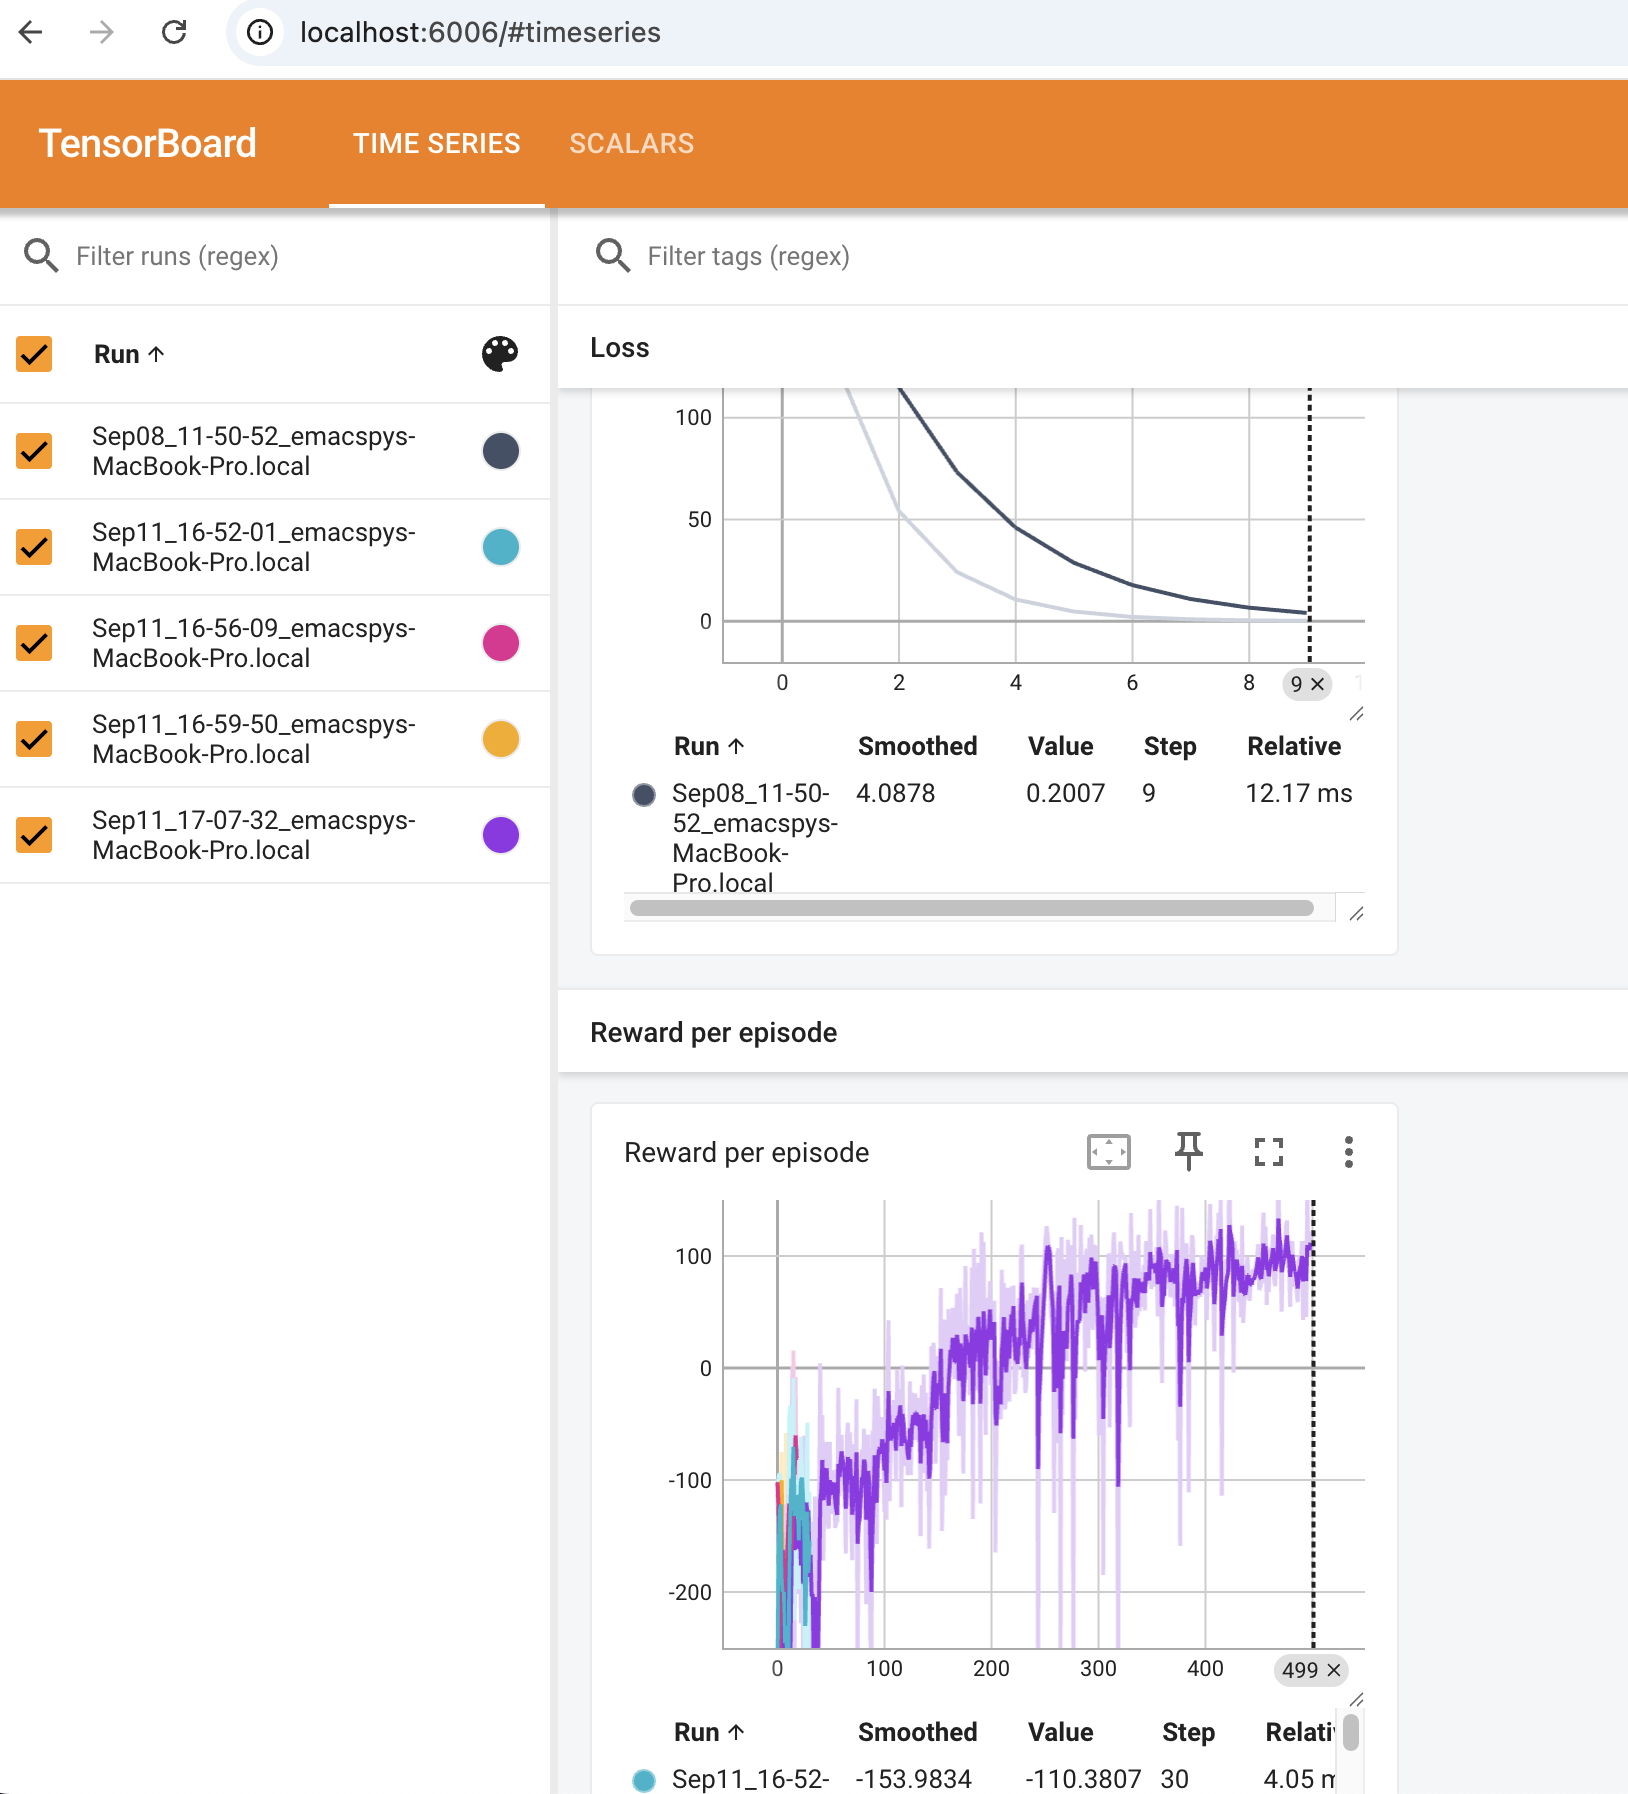 localhost:6006/#timeseries
TensorBoard
TIME SERIES
SCALARS
Filter runs (regex)
Run
Sep08_11-50-52_emacspys-
MacBook-Pro.local
Sep11_16-52-01_emacspys-
MacBook-Pro.local
Sep11_16-56-09_emacspys-
MacBook-Pro.local
Sep11_16-59-50_emacspys-
MacBook-Pro.local
Sep11_17-07-32_emacspys-
MacBook-Pro.local
Filter tags (regex)
Loss
100
50
0
0 2 4 6 8 9
Run Smoothed Value Step Relative
Sep08_11-50- 4.0878 0.2007 9 12.17 ms
52_emacspys-
MacBook-
Pro.local
Reward per episode
Reward per episode
100
0
-100
-200
0 100 200 300 400 499
Run Smoothed Value Step
Sep11_16-52- -153.9834 -110.3807 30 4.05